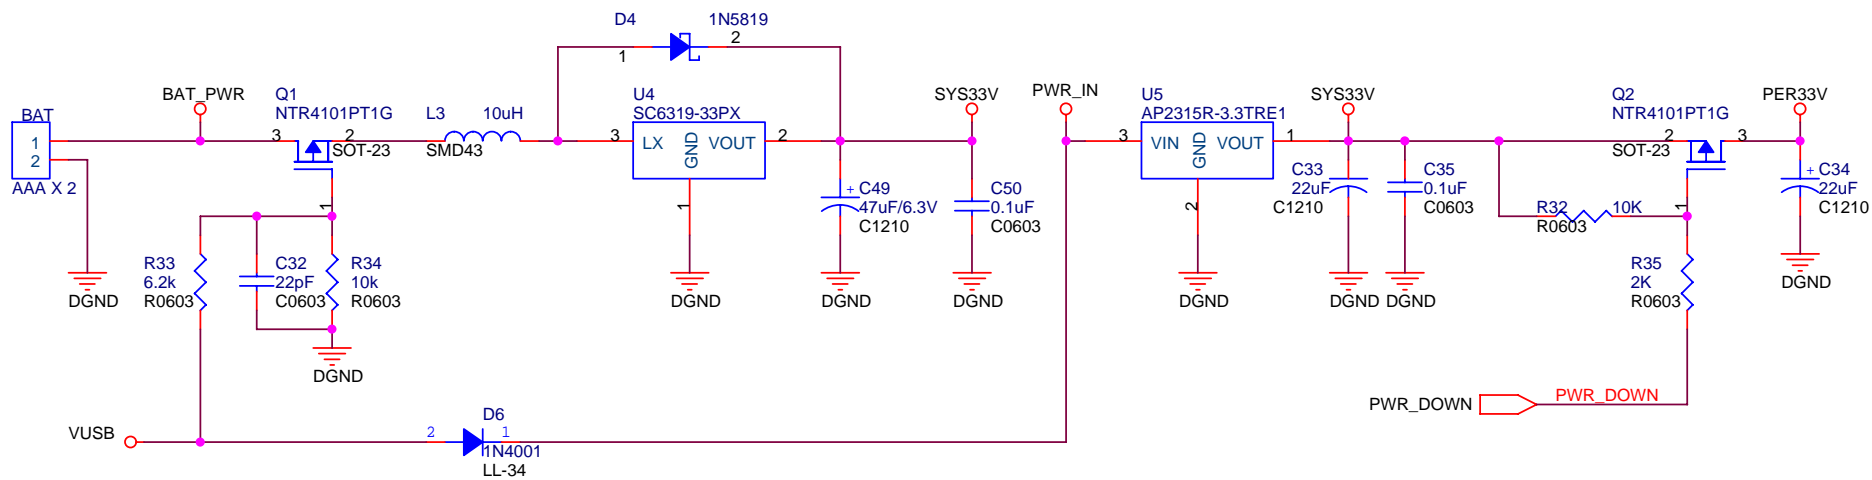 D4
1N5819
1
2
BAT
1
2
AAA X 2
DGND
BAT_PWR
Q1
NTR4101PT1G
3
2
SOT-23
1
L3
10uH
SMD43
U4
SC6319-33PX
3
LX
GND
VOUT
2
1
DGND
SYS33V
C49
+
47uF/6.3V
C1210
DGND
C50
0.1uF
C0603
DGND
R33
6.2k
R0603
C32
22pF
C0603
R34
10k
R0603
DGND
VUSB
D6
2
1
1N4001
LL-34
PWR_IN
U5
AP2315R-3.3TRE1
3
VIN
GND
VOUT
1
2
DGND
SYS33V
C33
22uF
C1210
+
DGND
C35
0.1uF
C0603
DGND
Q2
NTR4101PT1G
2
3
SOT-23
1
R32
10K
R0603
R35
2K
R0603
PER33V
+
C34
22uF
C1210
DGND
PWR_DOWN
PWR_DOWN